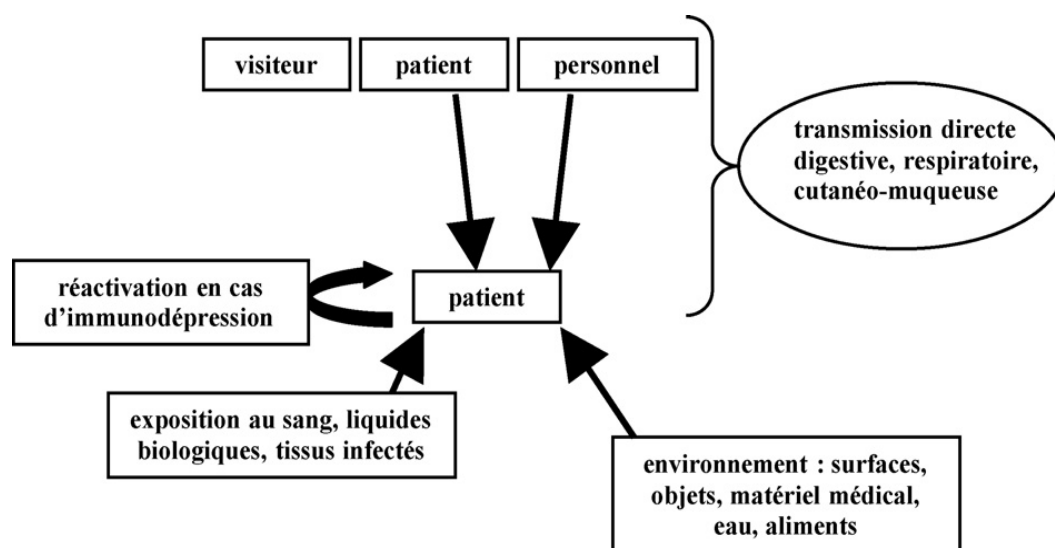 visiteur
patient
personnel
transmission directe
digestive, respiratoire,
cutanéo-muqueuse
réactivation en cas
d’immunodépression
patient
exposition au sang, liquides
biologiques, tissus infectés
environnement : surfaces,
objets, matériel médical,
eau, aliments